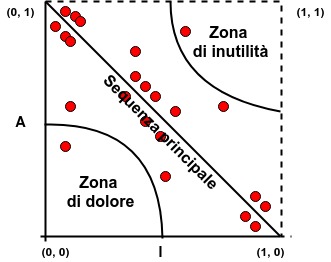 (0, 1)
(1, 1)
Zona
di inutilità
Sequenza principale
A
Zona
di dolore
(0, 0)
I
(1, 0)